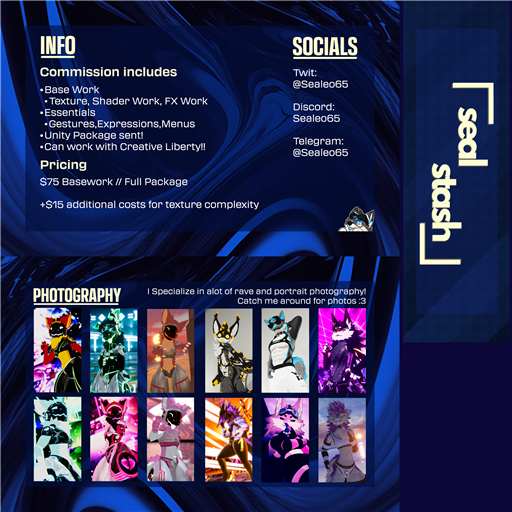 INFO
Commission includes
•Base Work
•Texture, Shader Work, FX Work
•Essentials
•Gestures,Expressions,Menus
•Unity Package sent!
•Can work with Creative Liberty!!
Pricing
$75 Basework // Full Package
+$15 additional costs for texture complexity
SOCIALS
Twit:
@Sealeo65
Discord:
Sealeo65
Telegram:
@Sealeo65
seal
stash
PHOTOGRAPHY
I Specialize in alot of rave and portrait photography!
Catch me around for photos :3